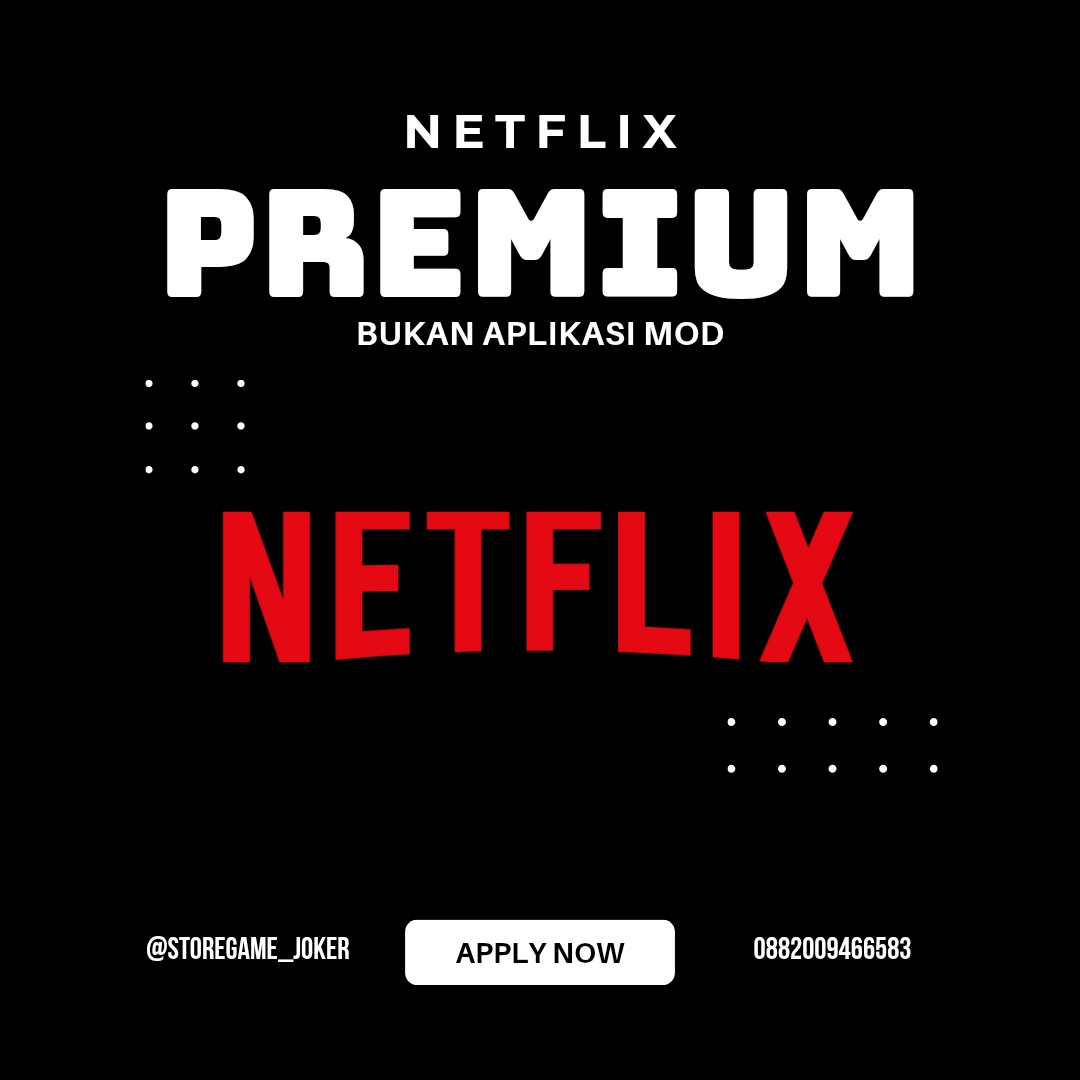 NETFLIX
PREMIUM
BUKAN APLIKASI MOD
NETFLIX
@STOREGAME_JOKER
APPLY NOW
0882009466583